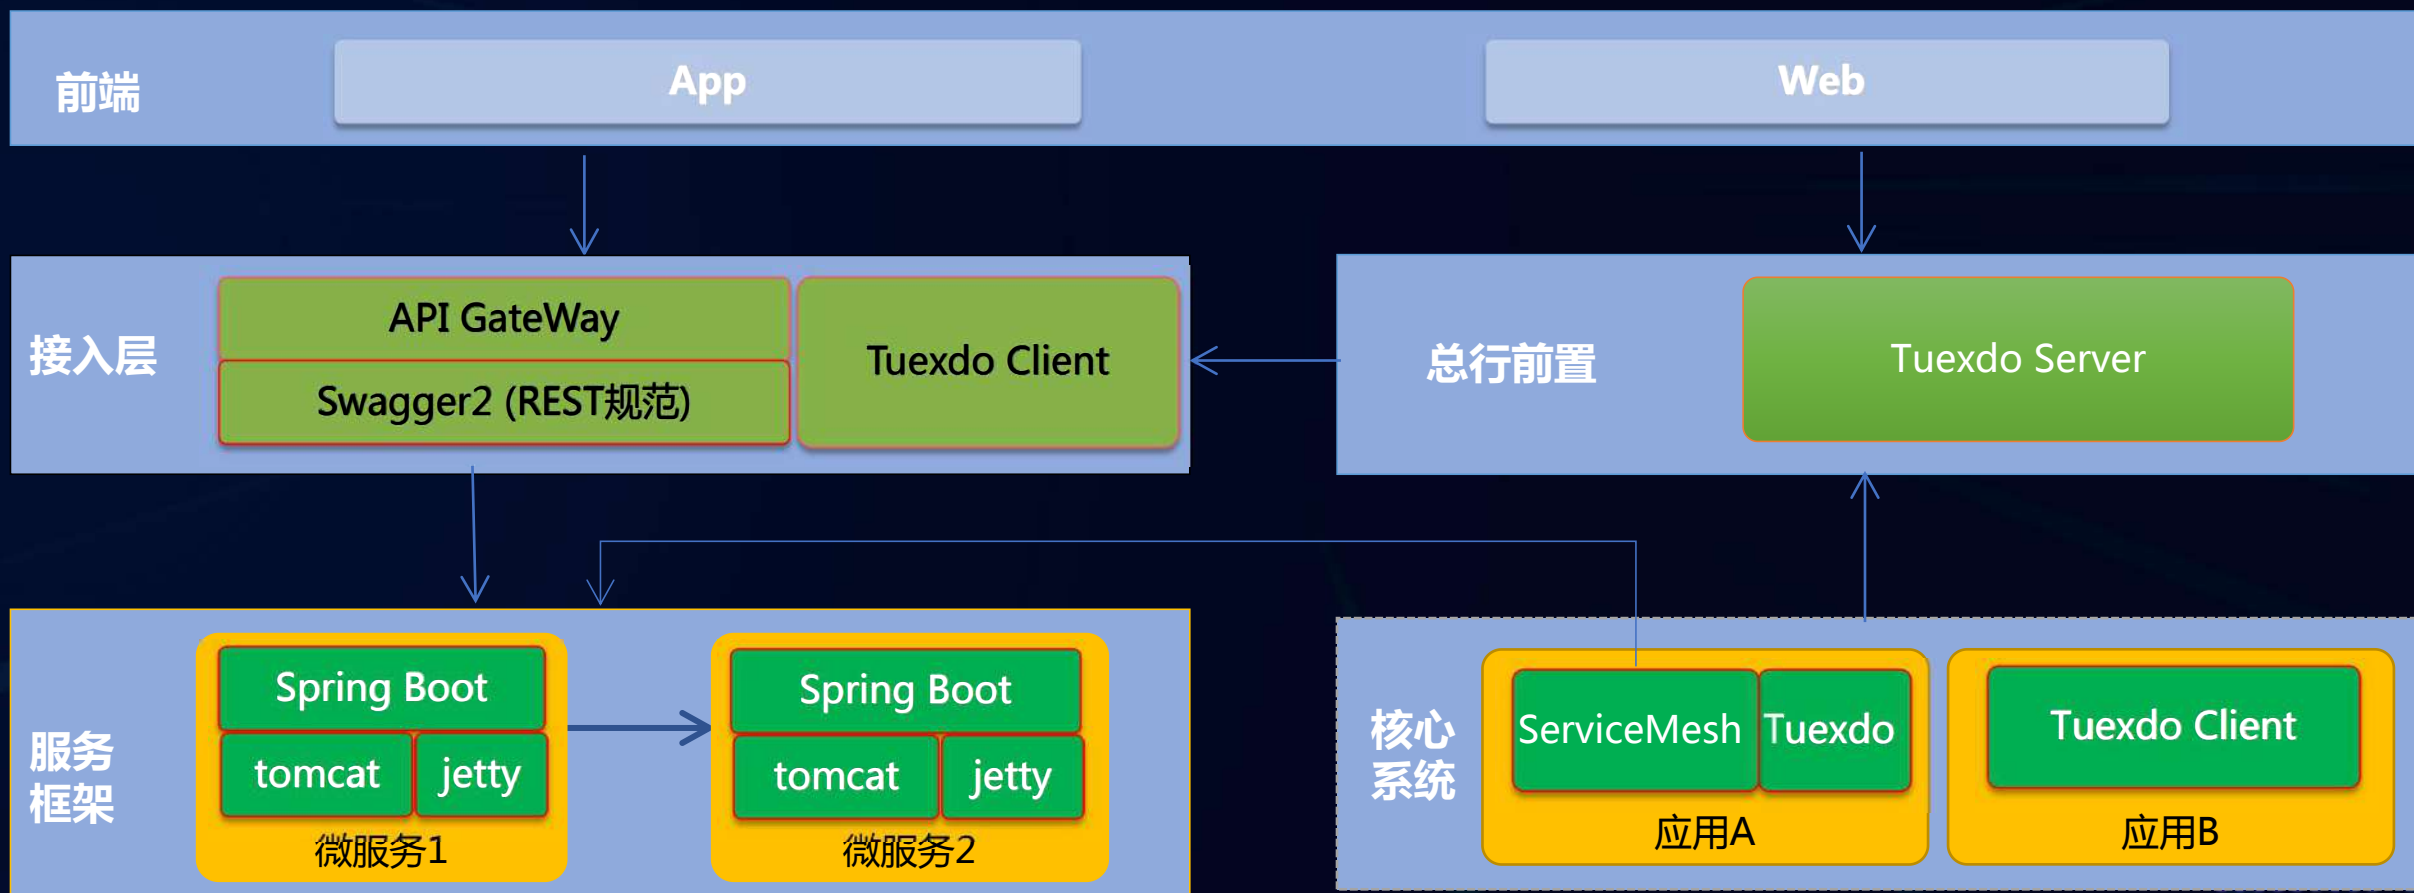 前端
App
Web
接入层
API GateWay
Swagger2 (REST规范)
Tuexdo Client
总行前置
Tuexdo Server
服务
框架
Spring Boot
tomcat
jetty
微服务1
Spring Boot
tomcat
jetty
微服务2
核心
系统
ServiceMesh
Tuexdo
应用A
Tuexdo Client
应用B